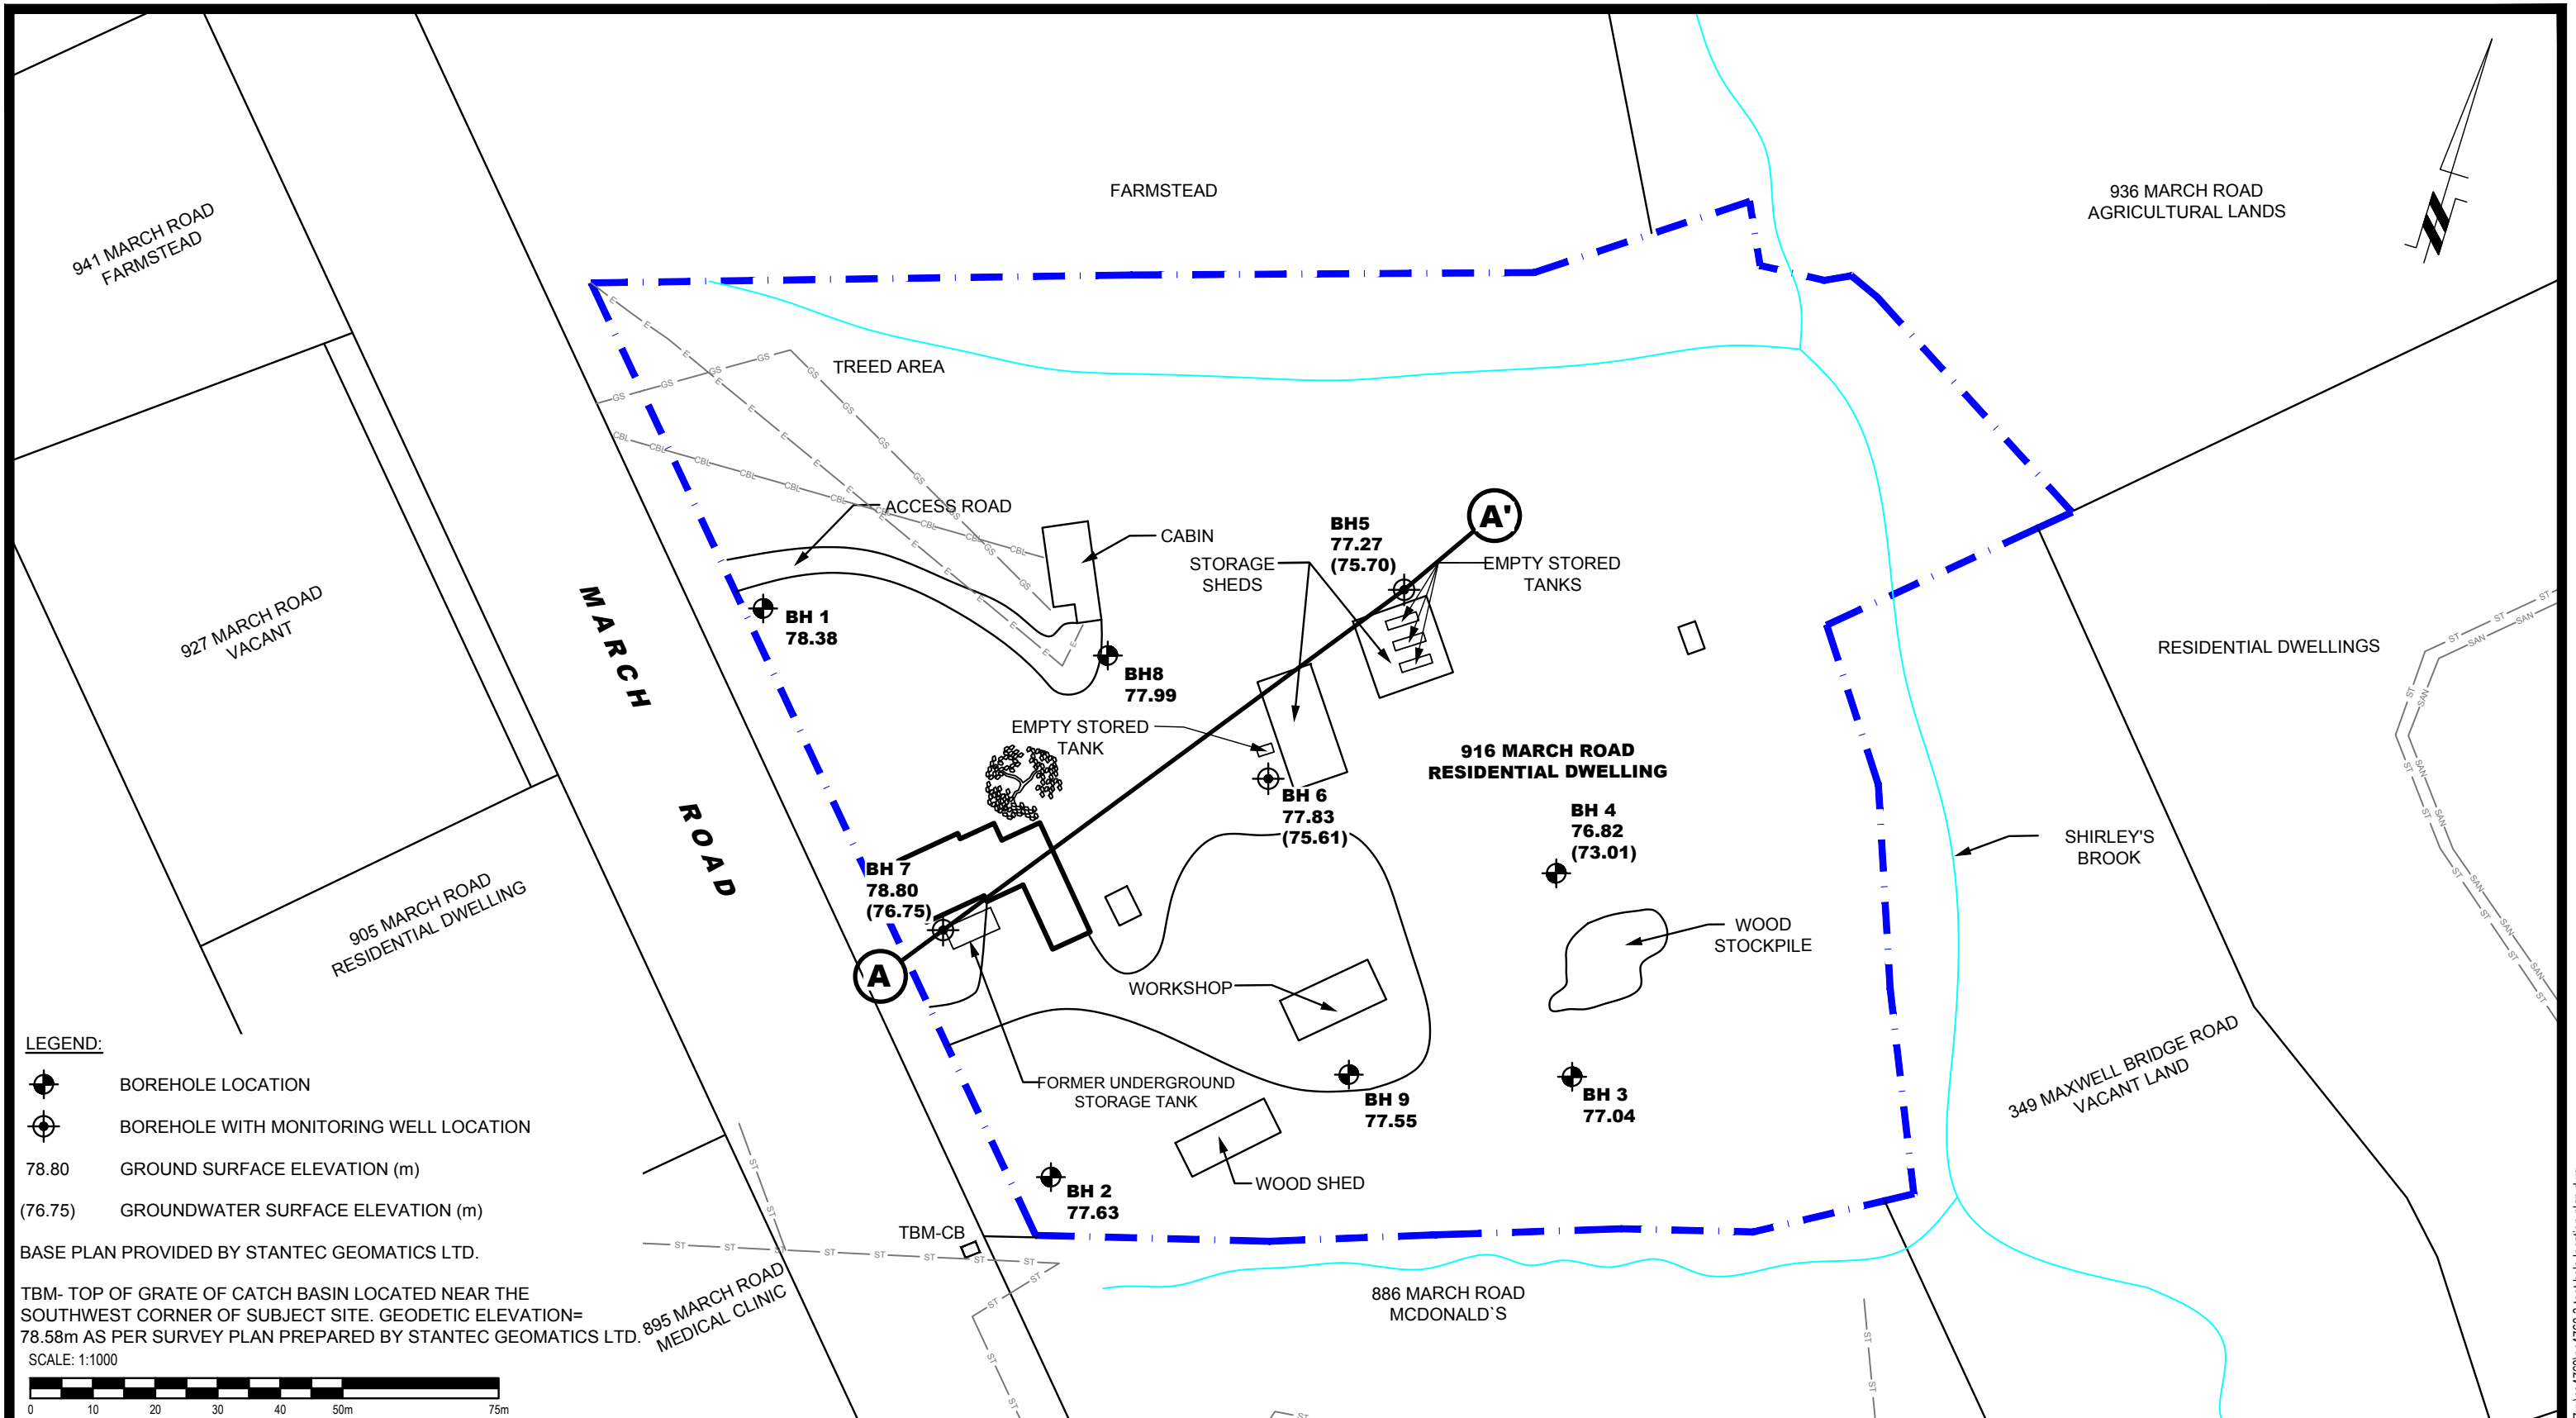 FARMSTEAD
936 MARCH ROAD
AGRICULTURAL LANDS
941 MARCH ROAD
FARMSTEAD
TREED AREA
ACCESS ROAD
CABIN
STORAGE
SHEDS
BH5
77.27
(75.70)
A'
EMPTY STORED
TANKS
927 MARCH ROAD
VACANT
MARCH
ROAD
BH 1
78.38
BH8
77.99
EMPTY STORED
TANK
BH 6
77.83
(75.61)
916 MARCH ROAD
RESIDENTIAL DWELLING
RESIDENTIAL DWELLINGS
BH 4
76.82
(73.01)
SHIRLEY'S
BROOK
BH 7
78.80
(76.75)
A
905 MARCH ROAD
RESIDENTIAL DWELLING
WOOD
STOCKPILE
WORKSHOP
FORMER UNDERGROUND
STORAGE TANK
BH 9
77.55
BH 3
77.04
349 MAXWELL BRIDGE ROAD
VACANT LAND
WOOD SHED
BH 2
77.63
TBM-CB
886 MARCH ROAD
MCDONALD`S
895 MARCH ROAD
MEDICAL CLINIC
LEGEND:
BOREHOLE LOCATION
BOREHOLE WITH MONITORING WELL LOCATION
78.80 GROUND SURFACE ELEVATION (m)
(76.75) GROUNDWATER SURFACE ELEVATION (m)
BASE PLAN PROVIDED BY STANTEC GEOMATICS LTD.
TBM- TOP OF GRATE OF CATCH BASIN LOCATED NEAR THE
SOUTHWEST CORNER OF SUBJECT SITE. GEODETIC ELEVATION=
78.58m AS PER SURVEY PLAN PREPARED BY STANTEC GEOMATICS LTD.
SCALE: 1:1000
0 10 20 30 40 50m 75m